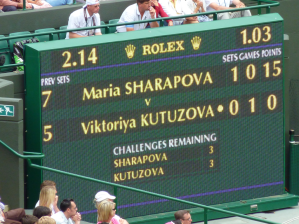 2.14 ROLEX 1.03
PREV SETS SETS GAMES POINTS
7 Maria SHARAPOVA 1 0 15
v
5 Viktoriya KUTUZOVA • 0 1 0
CHALLENGES REMAINING
SHARAPOVA 3
KUTUZOVA 3